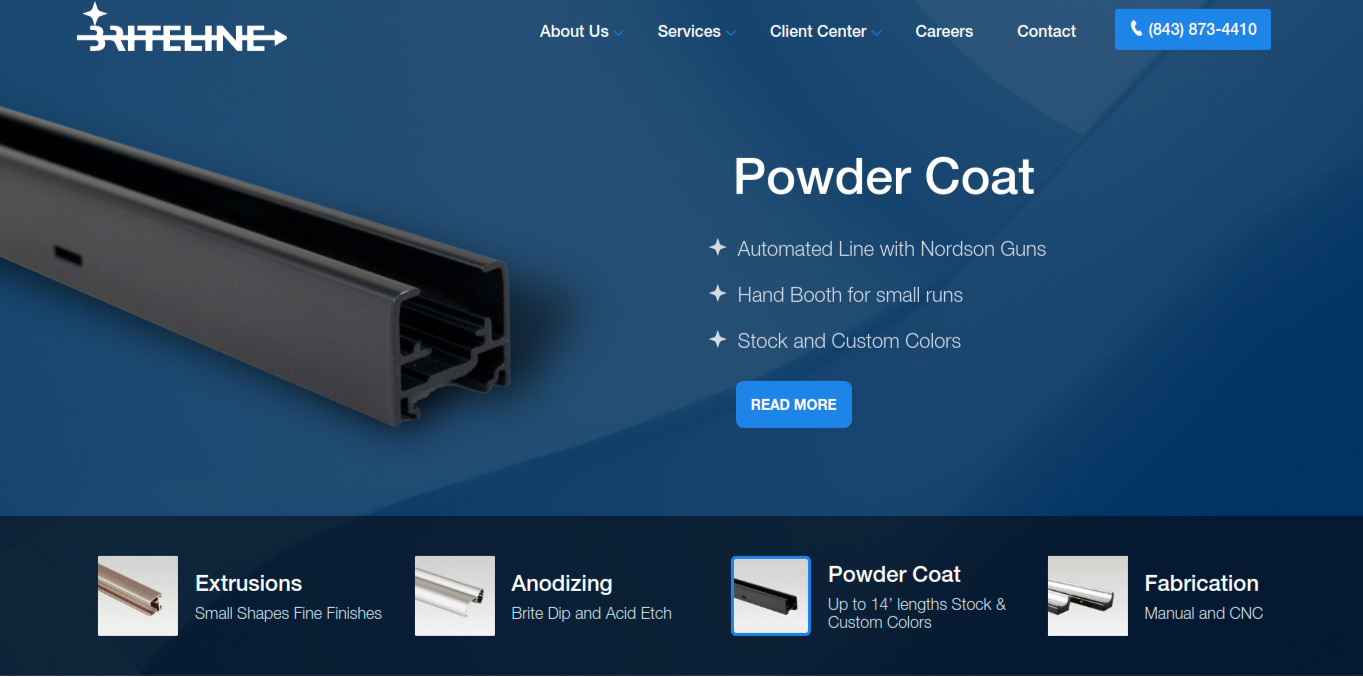 BRITELINE
About Us
Services
Client Center
Careers
Contact
(843) 873-4410
Powder Coat
Automated Line with Nordson Guns
Hand Booth for small runs
Stock and Custom Colors
READ MORE
Extrusions
Small Shapes Fine Finishes
Anodizing
Brite Dip and Acid Etch
Powder Coat
Up to 14’ lengths Stock &
Custom Colors
Fabrication
Manual and CNC